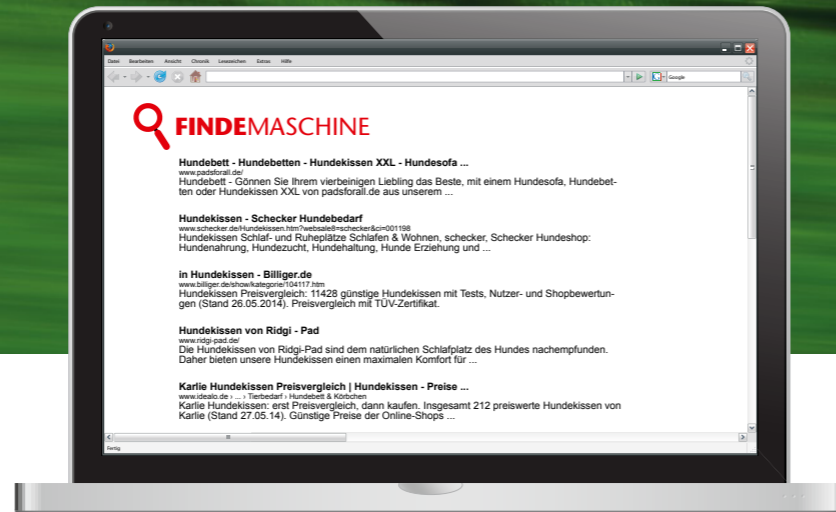 Datei Bearbeiten Ansicht Chronik Lesezeichen Extras Hilfe
Google
FINDEMASCHINE
Hundebett - Hundebetten - Hundekissen XXL - Hundesofa ...
www.padsforall.de/
Hundebett - Gönnen Sie Ihrem vierbeinigen Liebling das Beste, mit einem Hundesofa, Hundebet-
ten oder Hundekissen XXL von padsforall.de aus unserem ...
Hundekissen - Schecker Hundebedarf
www.schecker.de/Hundekissen.htm?websale8=schecker&ci=001198
Hundekissen Schlaf- und Ruheplätze Schlafen & Wohnen, schecker, Schecker Hundeshop:
Hundenahrung, Hundezucht, Hundehaltung, Hunde Erziehung und ...
in Hundekissen - Billiger.de
www.billiger.de/show/kategorie/104117.htm
Hundekissen Preisvergleich: 11428 günstige Hundekissen mit Tests, Nutzer- und Shopbewertun-
gen (Stand 26.05.2014). Preisvergleich mit TÜV-Zertifikat.
Hundekissen von Ridgi - Pad
www.ridgi-pad.de/
Die Hundekissen von Ridgi-Pad sind dem natürlichen Schlafplatz des Hundes nachempfunden.
Daher bieten unsere Hundekissen einen maximalen Komfort für ...
Karlie Hundekissen Preisvergleich | Hundekissen - Preise ...
www.idealo.de › ... › Tierbedarf › Hundebett & Körbchen
Karlie Hundekissen: erst Preisvergleich, dann kaufen. Insgesamt 212 preiswerte Hundekissen von
Karlie (Stand 27.05.14). Günstige Preise der Online-Shops ...
Fertig